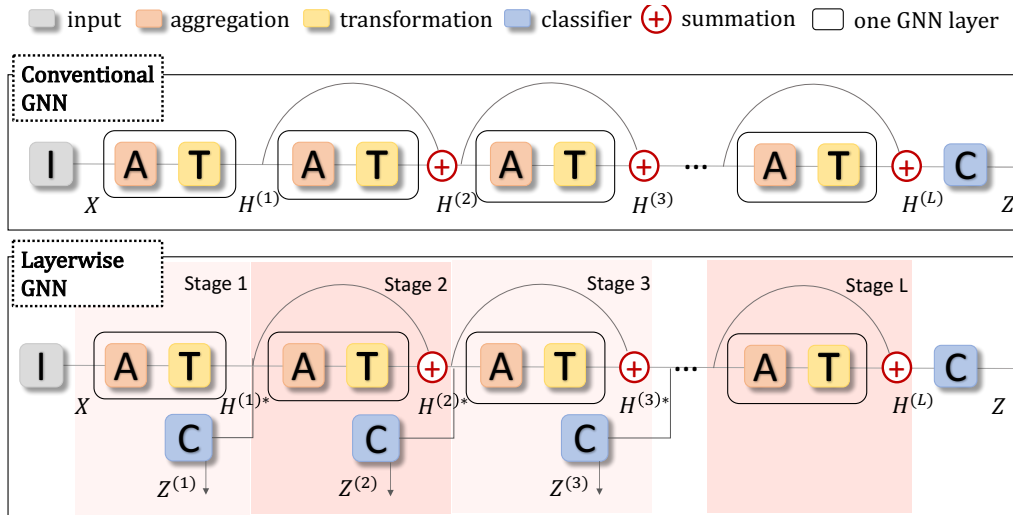 input aggregation transformation classifier + summation one GNN layer
Conventional
GNN
I A T A T + A T + ... A T + C
X H^(1) H^(2) H^(3) H^(L) Z
Layerwise
GNN
Stage 1 Stage 2 Stage 3 Stage L
I A T A T + A T + ... A T + C
X H^(1)* H^(2)* H^(3)* H^(L) Z
C C C
Z^(1) Z^(2) Z^(3)